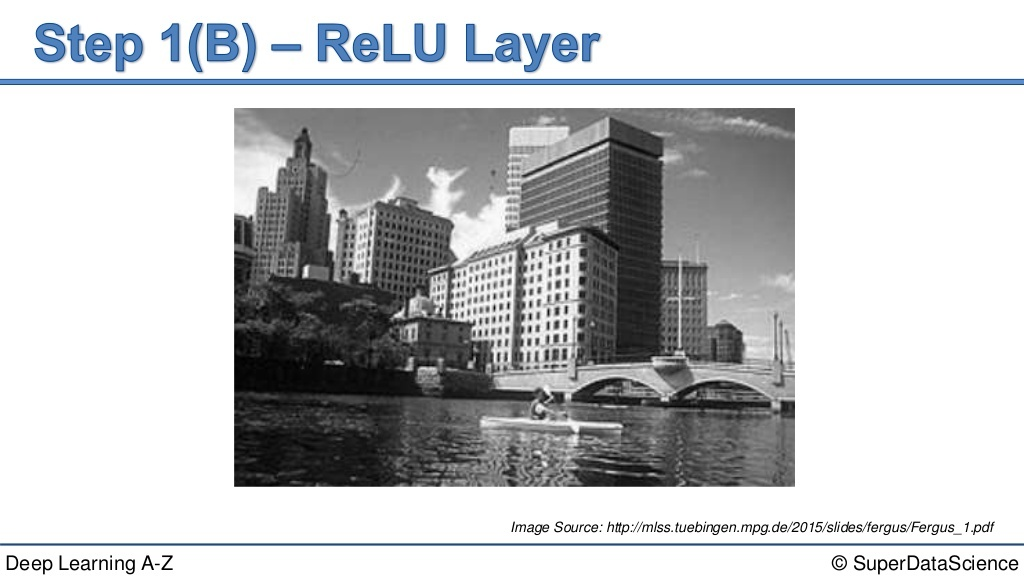 Step 1(B) – ReLU Layer
Image Source: http://mlss.tuebingen.mpg.de/2015/slides/fergus/Fergus_1.pdf
Deep Learning A-Z
© SuperDataScience